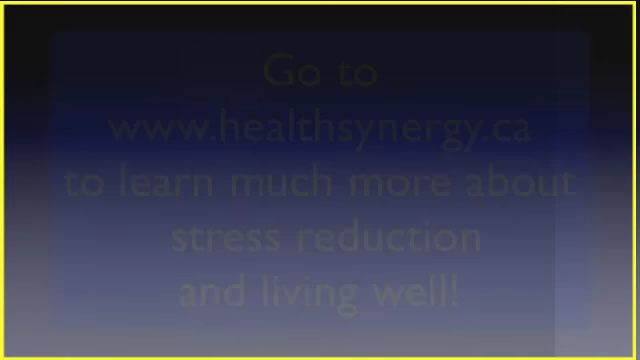 Go to
www.healthsynergy.ca
to learn much more about
stress reduction
and living well!